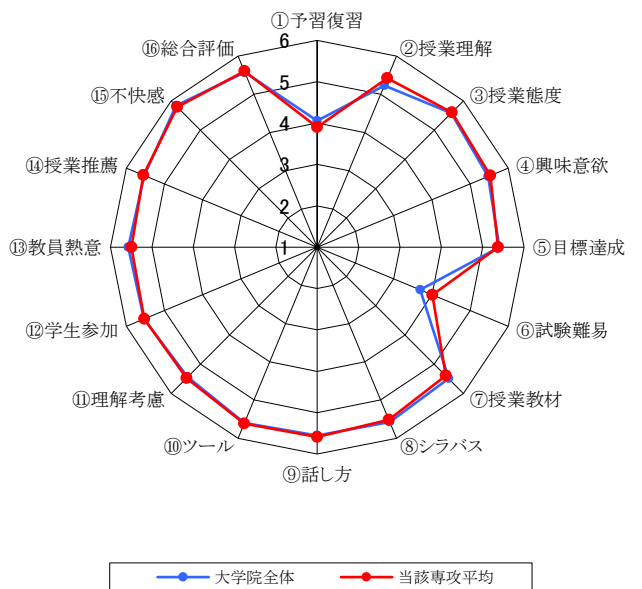 ①予習復習
②授業理解
③授業態度
④興味意欲
⑤目標達成
⑥試験難易
⑦授業教材
⑧シラバス
⑨話し方
⑩ツール
⑪理解考慮
⑫学生参加
⑬教員熱意
⑭授業推薦
⑮不快感
⑯総合評価
6
5
4
3
2
1
大学院全体
当該専攻平均